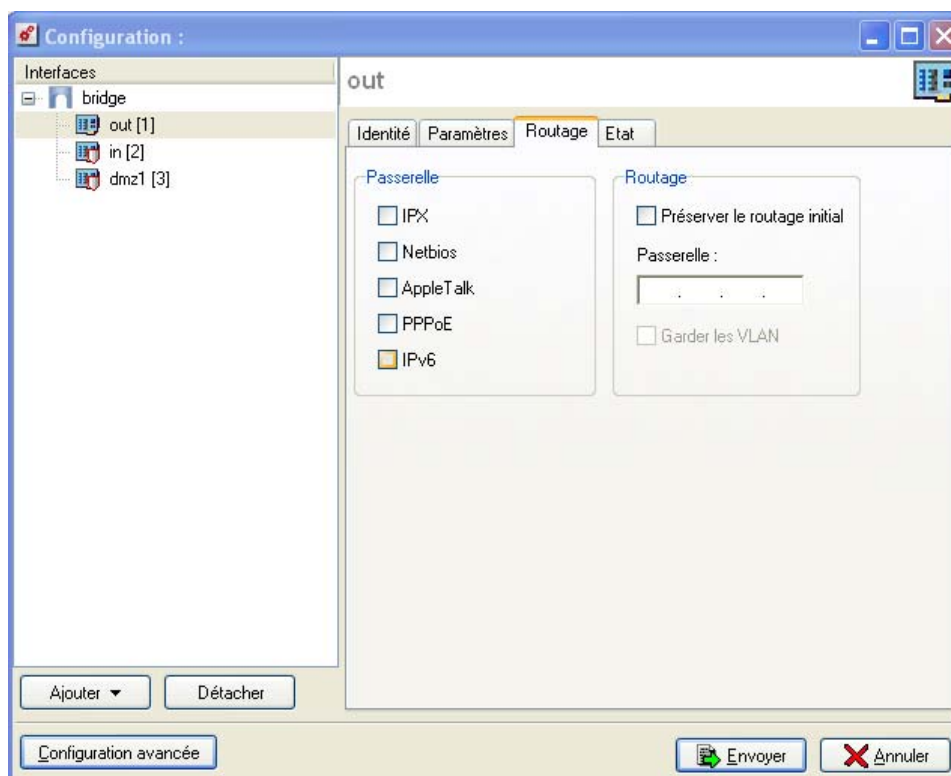 Configuration :
Interfaces
bridge
out [1]
in [2]
dmz1 [3]
out
Identité Paramètres Routage Etat
Passerelle
IPX
Netbios
AppleTalk
PPPoE
IPv6
Routage
Préserver le routage initial
Passerelle :
. . .
Garder les VLAN
Ajouter Détacher
Configuration avancée Envoyer Annuler